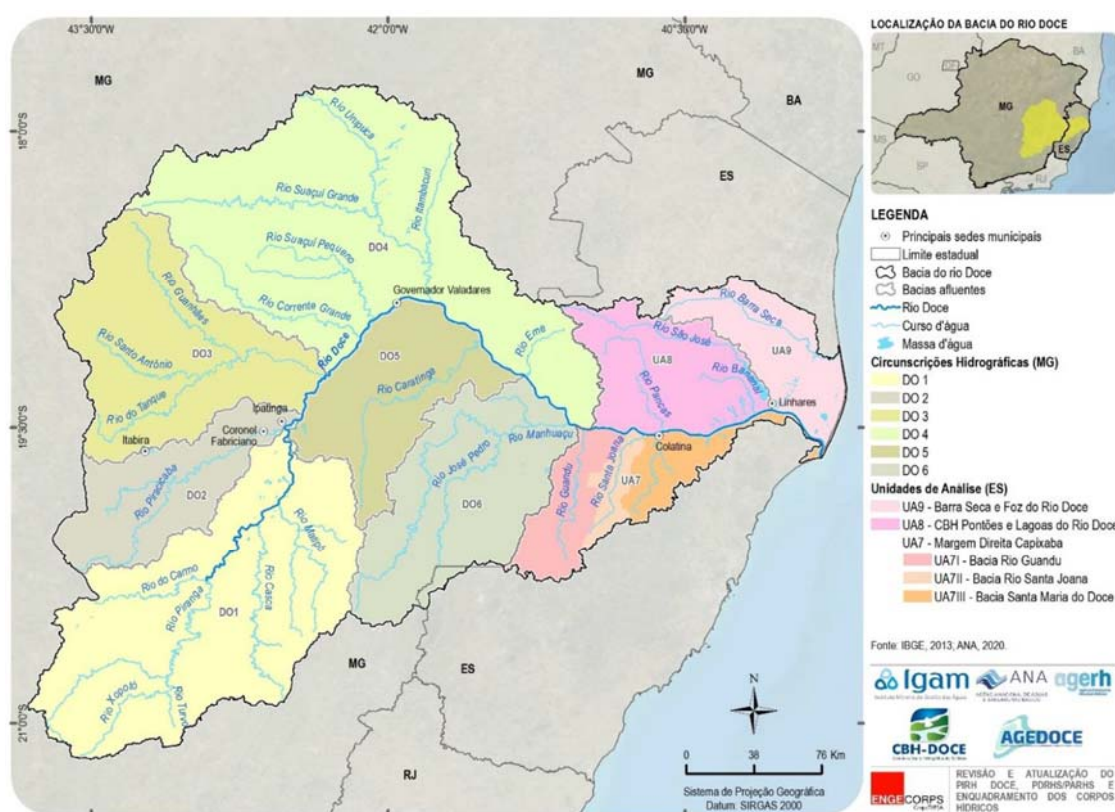 43°30'0"W
42°0'0"W
40°30'0"W
18°0'0"S
19°30'0"S
21°0'0"S
MG
MG
BA
ES
MG
ES
RJ
Rio Urupuca
Rio Suaçuí Grande
Rio Itambacuri
Rio Suaçuí Pequeno
DO4
Governador Valadares
Rio Corrente Grande
Rio Guanhães
Rio Doce
Rio Eme
Rio Barra Seca
Rio São José
UA9
UA8
Rio Santo Antônio
DO3
DO5
Rio Caratinga
Rio Pancas
Linhares
Rio do Tanque
Ipatinga
Itabira
Coronel
Fabriciano
Rio Manhuaçu
Colatina
Rio José Pedro
Rio Guandu
Rio Santa Joana
UA7
DO6
Rio Piracicaba
DO2
Rio Matipó
Rio do Carmo
Rio Piranga
DO1
Rio Casca
Rio Xopotó
Rio Turvo
N
0 38 76 Km
Sistema de Projeção Geográfica
Datum: SIRGAS 2000
LOCALIZAÇÃO DA BACIA DO RIO DOCE
MT
GO
DF
BA
MG
ES
MS
SP
RJ
LEGENDA
Principais sedes municipais
Limite estadual
Bacia do rio Doce
Bacias afluentes
Rio Doce
Curso d'água
Massa d'água
Circunscrições Hidrográficas (MG)
DO 1
DO 2
DO 3
DO 4
DO 5
DO 6
Unidades de Análise (ES)
UA9 - Barra Seca e Foz do Rio Doce
UA8 - CBH Pontões e Lagoas do Rio Doce
UA7 - Margem Direita Capixaba
UA7I - Bacia Rio Guandu
UA7II - Bacia Rio Santa Joana
UA7III - Bacia Santa Maria do Doce
Fonte: IBGE, 2013; ANA, 2020.
Igam
ANA
agerh
CBH-DOCE
AGEDOCE
ENGECORPS
REVISÃO E ATUALIZAÇÃO DO
PIRH DOCE, PDRHS/PARHS E
ENQUADRAMENTO DOS CORPOS
HÍDRICOS